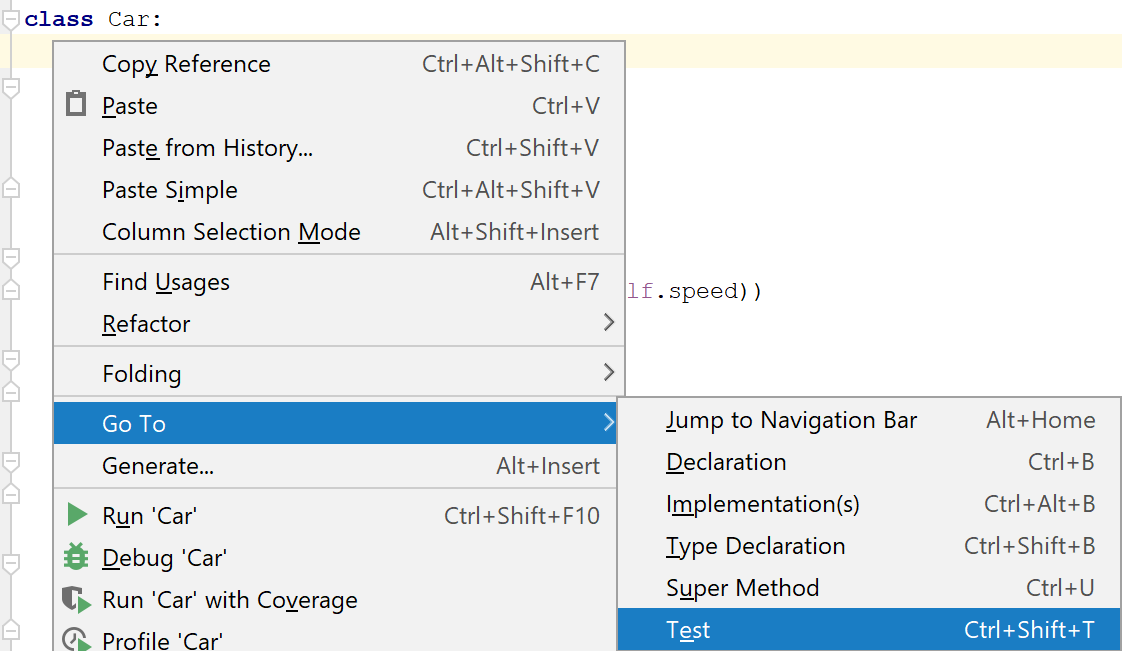 class Car:
Copy Reference Ctrl+Alt+Shift+C
Paste Ctrl+V
Paste from History... Ctrl+Shift+V
Paste Simple Ctrl+Alt+Shift+V
Column Selection Mode Alt+Shift+Insert
Find Usages Alt+F7
lf.speed))
Refactor
Folding
Go To
Generate... Alt+Insert
Run 'Car' Ctrl+Shift+F10
Debug 'Car'
Run 'Car' with Coverage
Profile 'Car'
Jump to Navigation Bar Alt+Home
Declaration Ctrl+B
Implementation(s) Ctrl+Alt+B
Type Declaration Ctrl+Shift+B
Super Method Ctrl+U
Test Ctrl+Shift+T